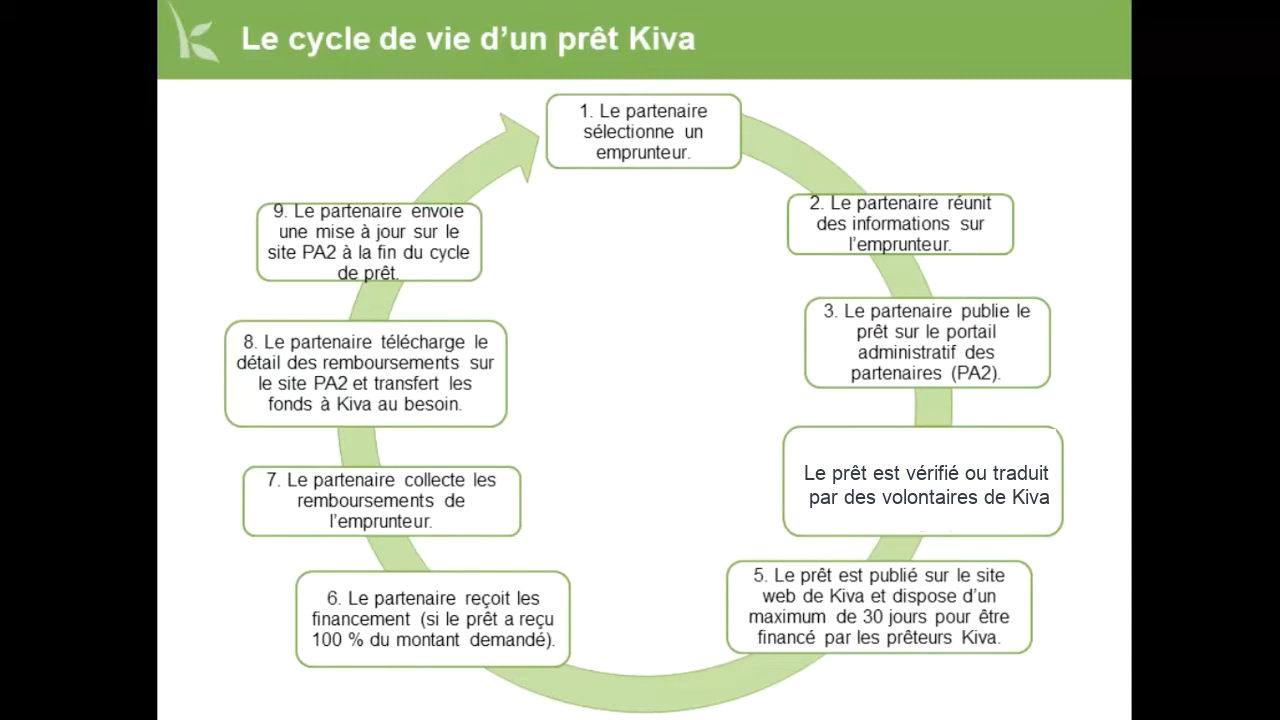 Le cycle de vie d’un prêt Kiva
1. Le partenaire
sélectionne un
emprunteur.
2. Le partenaire réunit
des informations sur
l’emprunteur.
3. Le partenaire publie le
prêt sur le portail
administratif des
partenaires (PA2).
Le prêt est vérifié ou traduit
par des volontaires de Kiva
5. Le prêt est publié sur le site
web de Kiva et dispose d’un
maximum de 30 jours pour être
financé par les prêteurs Kiva.
6. Le partenaire reçoit les
financement (si le prêt a reçu
100 % du montant demandé).
7. Le partenaire collecte les
remboursements de
l’emprunteur.
8. Le partenaire télécharge le
détail des remboursements sur
le site PA2 et transfert les
fonds à Kiva au besoin.
9. Le partenaire envoie
une mise à jour sur le
site PA2 à la fin du cycle
de prêt.